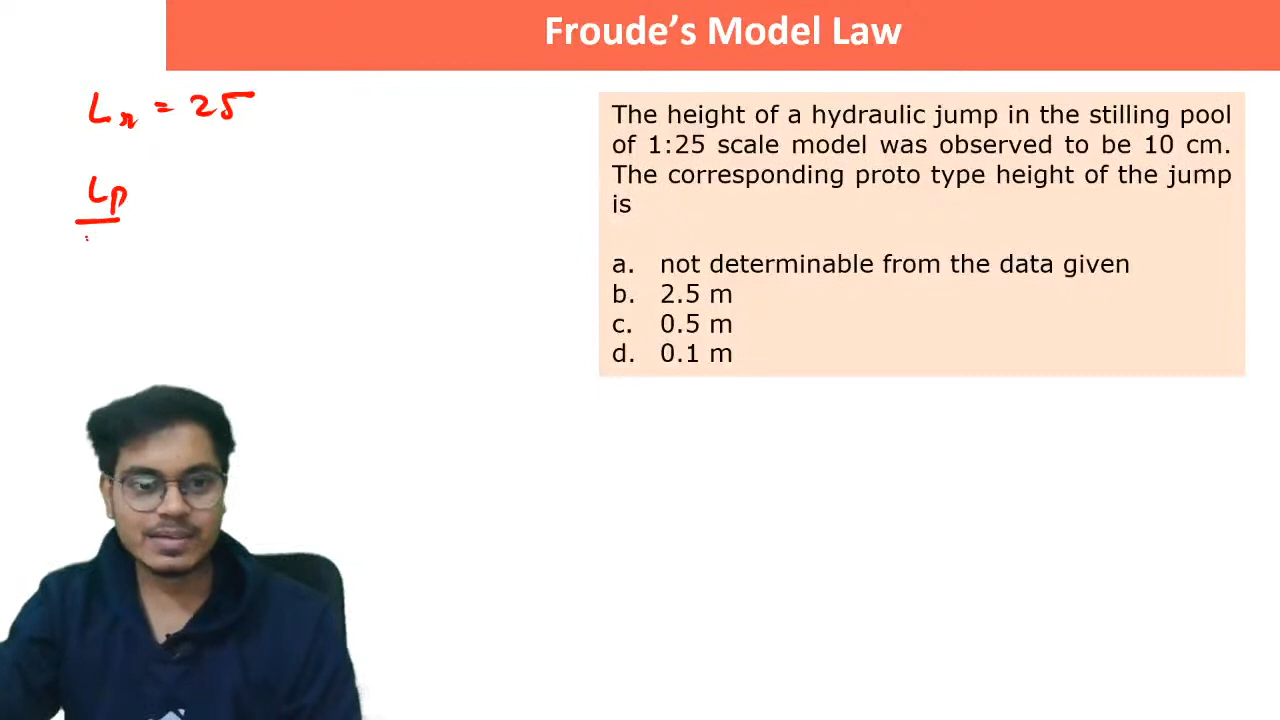 Froude's Model Law
L_r = 25
L_p
The height of a hydraulic jump in the stilling pool
of 1:25 scale model was observed to be 10 cm.
The corresponding proto type height of the jump
is
a. not determinable from the data given
b. 2.5 m
c. 0.5 m
d. 0.1 m